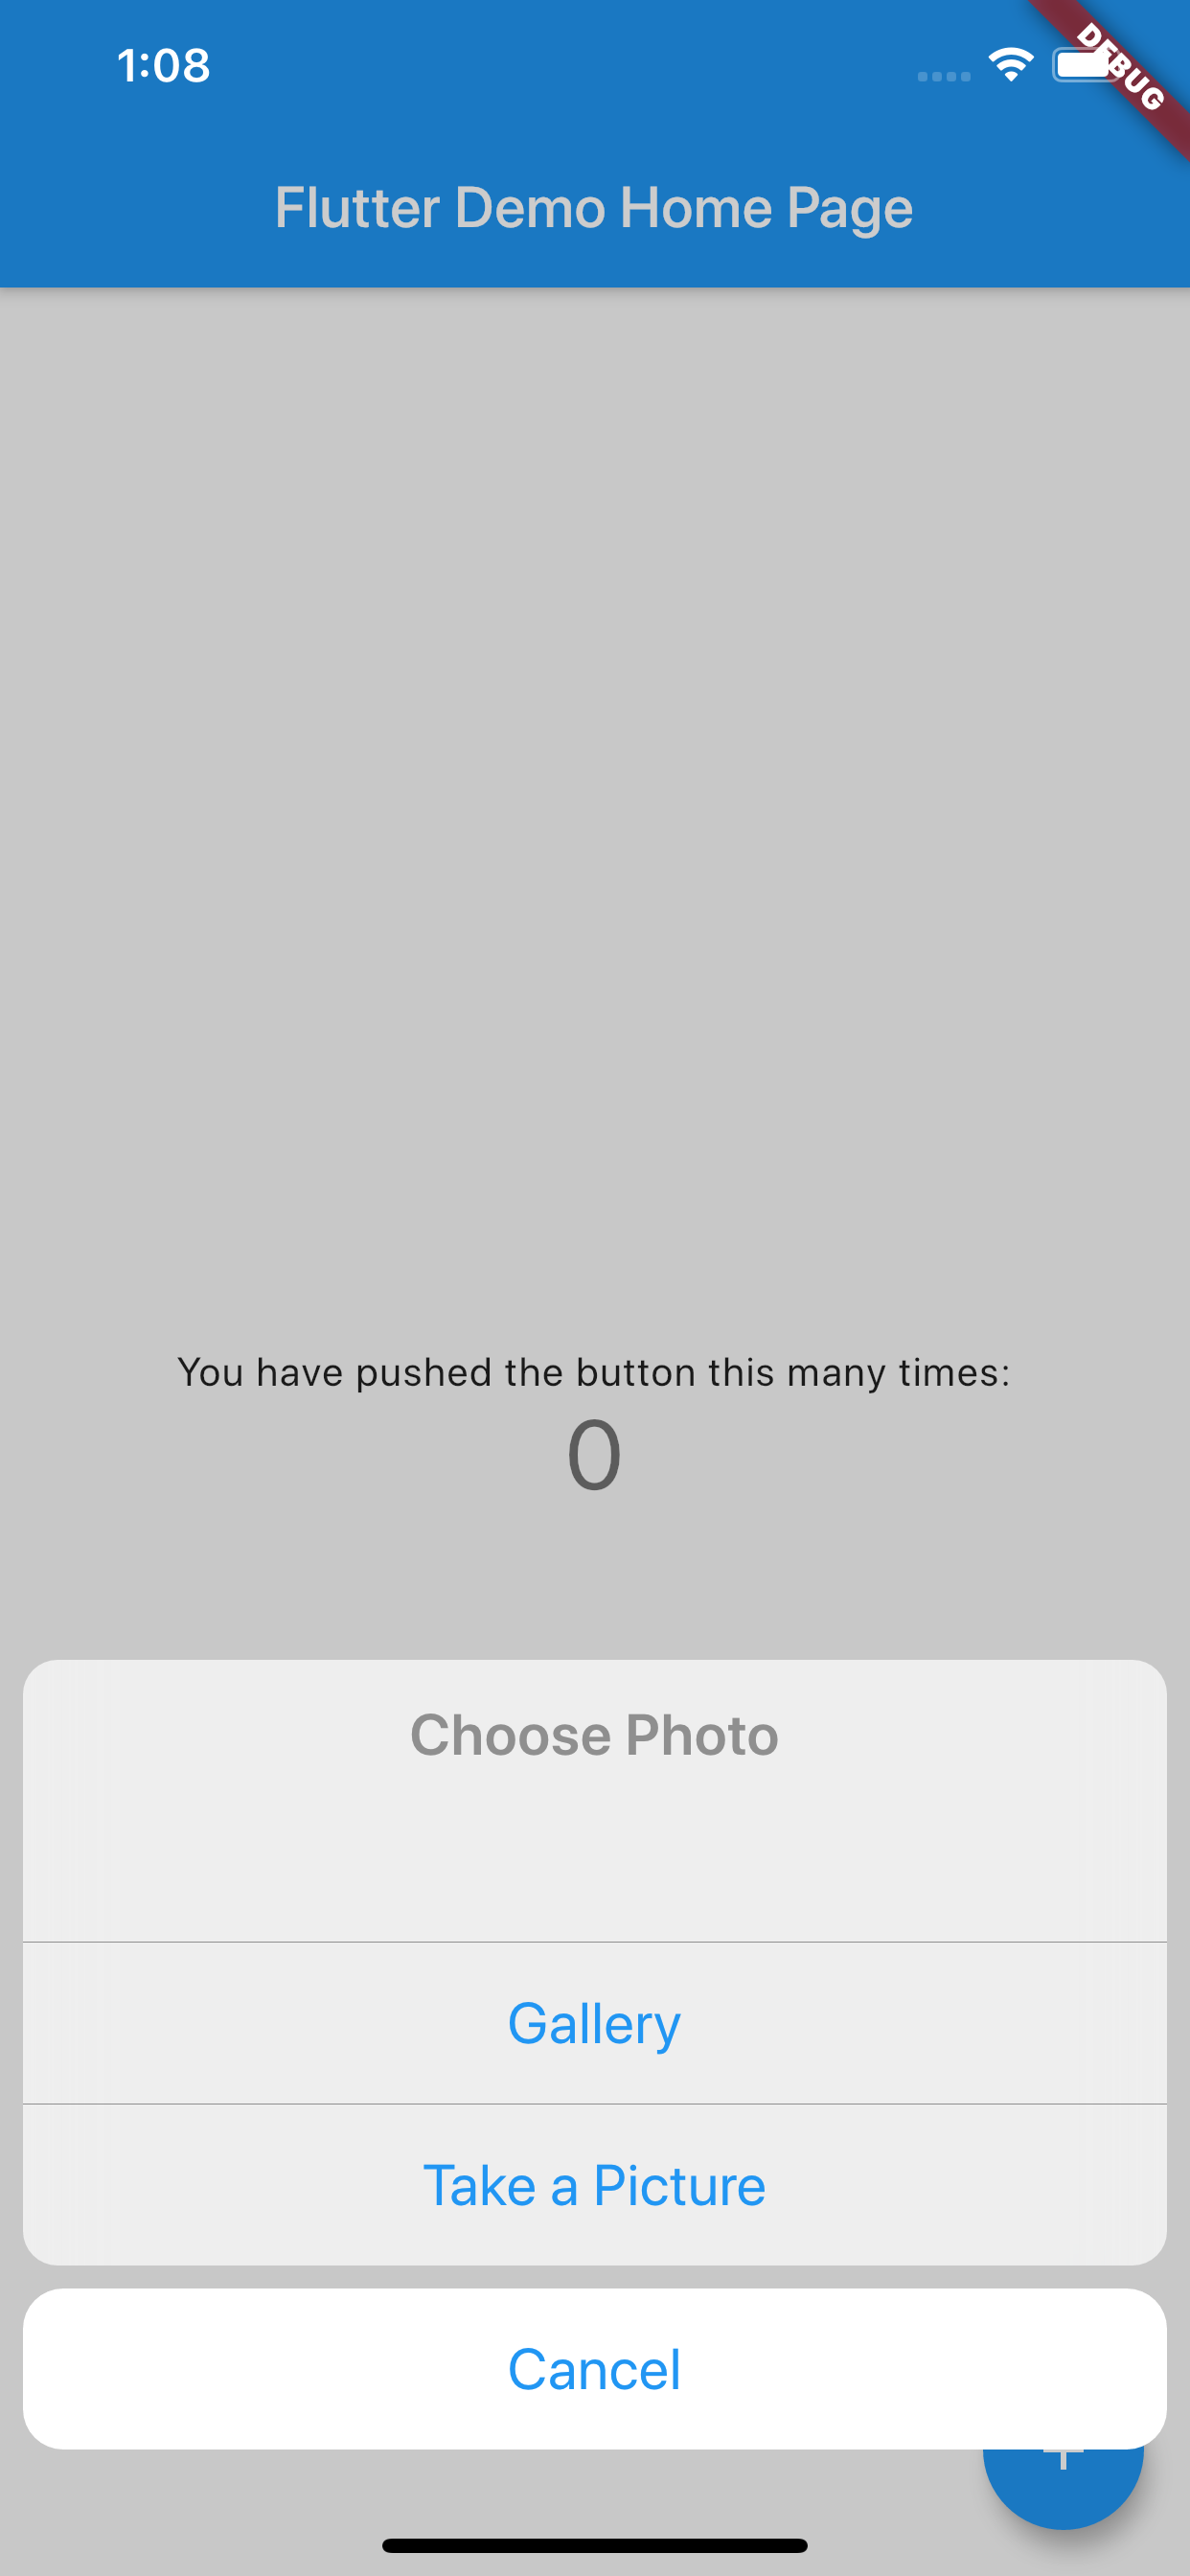 1:08
DEBUG
Flutter Demo Home Page
You have pushed the button this many times:
0
Choose Photo
Gallery
Take a Picture
Cancel